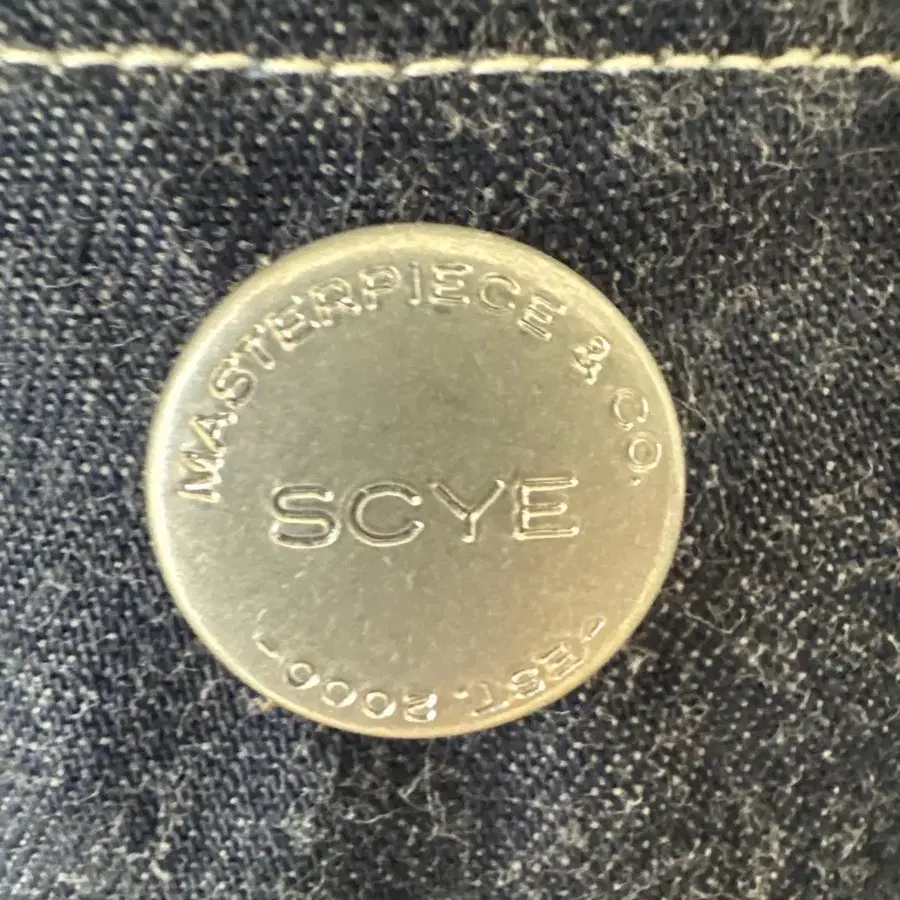 MASTERPIECE & CO.
SCYE
-EST. 2000-